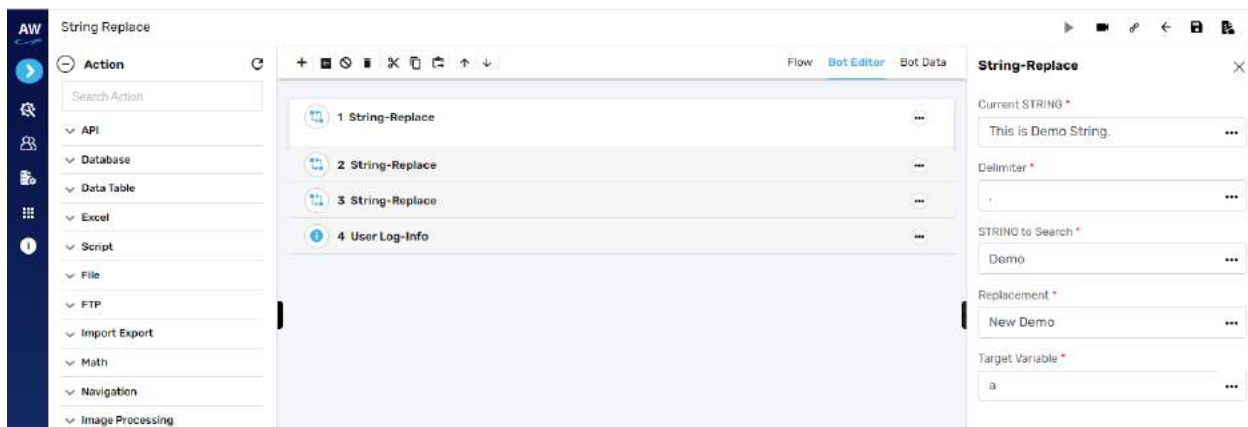 AW
String Replace
Action
Search Action
API
Database
Data Table
Excel
Script
File
FTP
Import Export
Math
Navigation
Image Processing
Flow Bot Editor Bot Data
1 String-Replace
2 String-Replace
3 String-Replace
4 User Log-Info
String-Replace
Current STRING *
This is Demo String.
Delimiter *
,
STRING to Search *
Demo
Replacement *
New Demo
Target Variable *
a